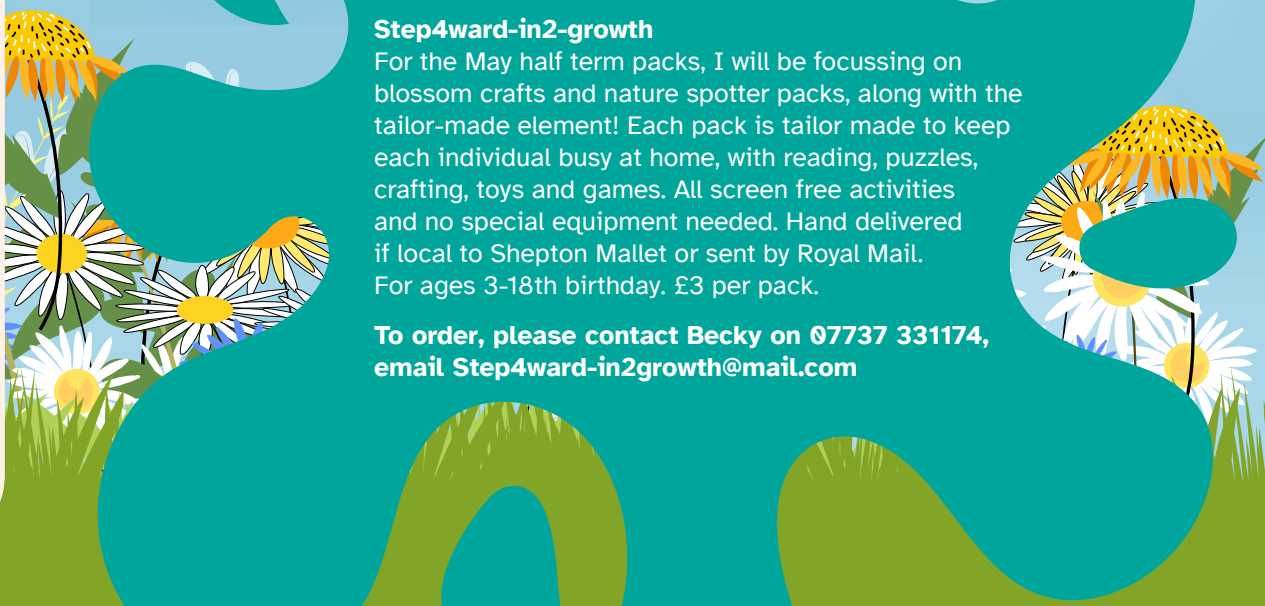 Step4ward-in2-growth
For the May half term packs, I will be focussing on
blossom crafts and nature spotter packs, along with the
tailor-made element! Each pack is tailor made to keep
each individual busy at home, with reading, puzzles,
crafting, toys and games. All screen free activities
and no special equipment needed. Hand delivered
if local to Shepton Mallet or sent by Royal Mail.
For ages 3-18th birthday. £3 per pack.
To order, please contact Becky on 07737 331174,
email Step4ward-in2growth@mail.com